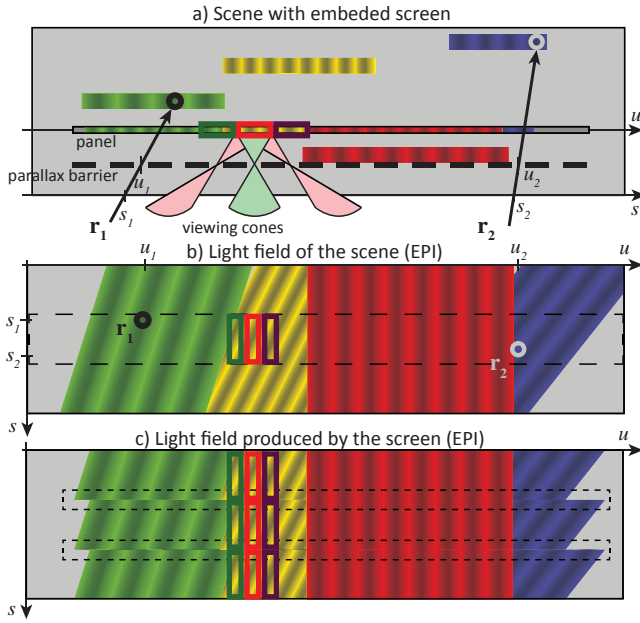 a) Scene with embeded screen
u
panel
parallax barrier
u1
u2
s1
s2
s
r1
r2
viewing cones
u1
u2
b) Light field of the scene (EPI)
u
s1
r1
s2
r2
s
c) Light field produced by the screen (EPI)
u
s